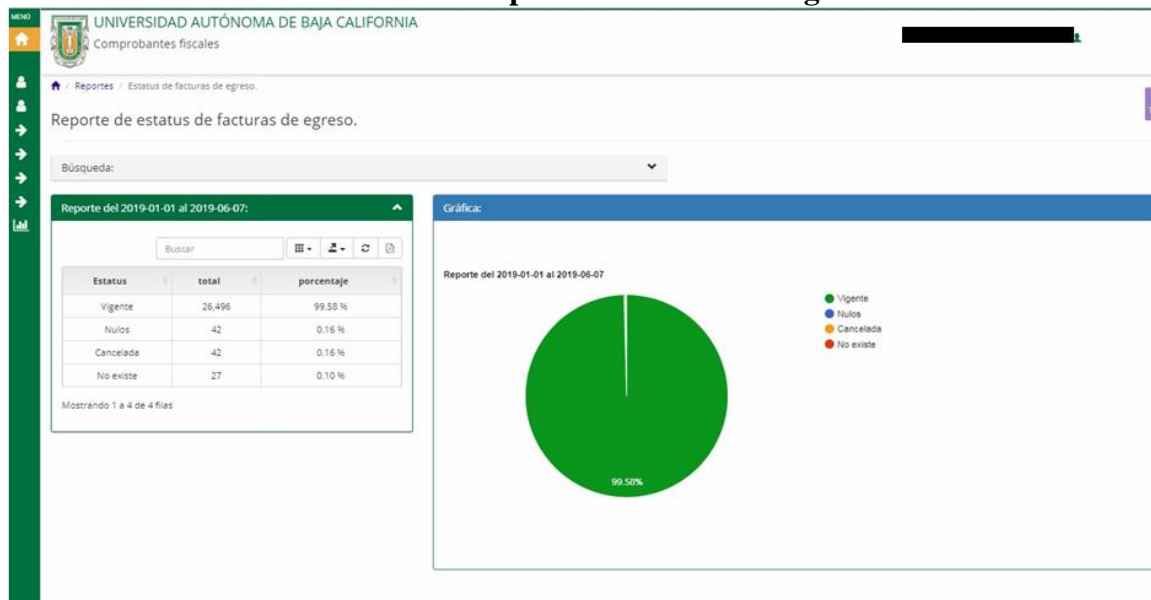 MENÚ
UNIVERSIDAD AUTÓNOMA DE BAJA CALIFORNIA
Comprobantes fiscales
/ Reportes / Estatus de facturas de egreso.
Reporte de estatus de facturas de egreso.
Búsqueda:
Reporte del 2019-01-01 al 2019-06-07:
Buscar
Estatus total porcentaje
Vigente 26,496 99.58 %
Nulos 42 0.16 %
Cancelada 42 0.16 %
No existe 27 0.10 %
Mostrando 1 a 4 de 4 filas
Gráfica:
Reporte del 2019-01-01 al 2019-06-07
Vigente
Nulos
Cancelada
No existe
99.58%